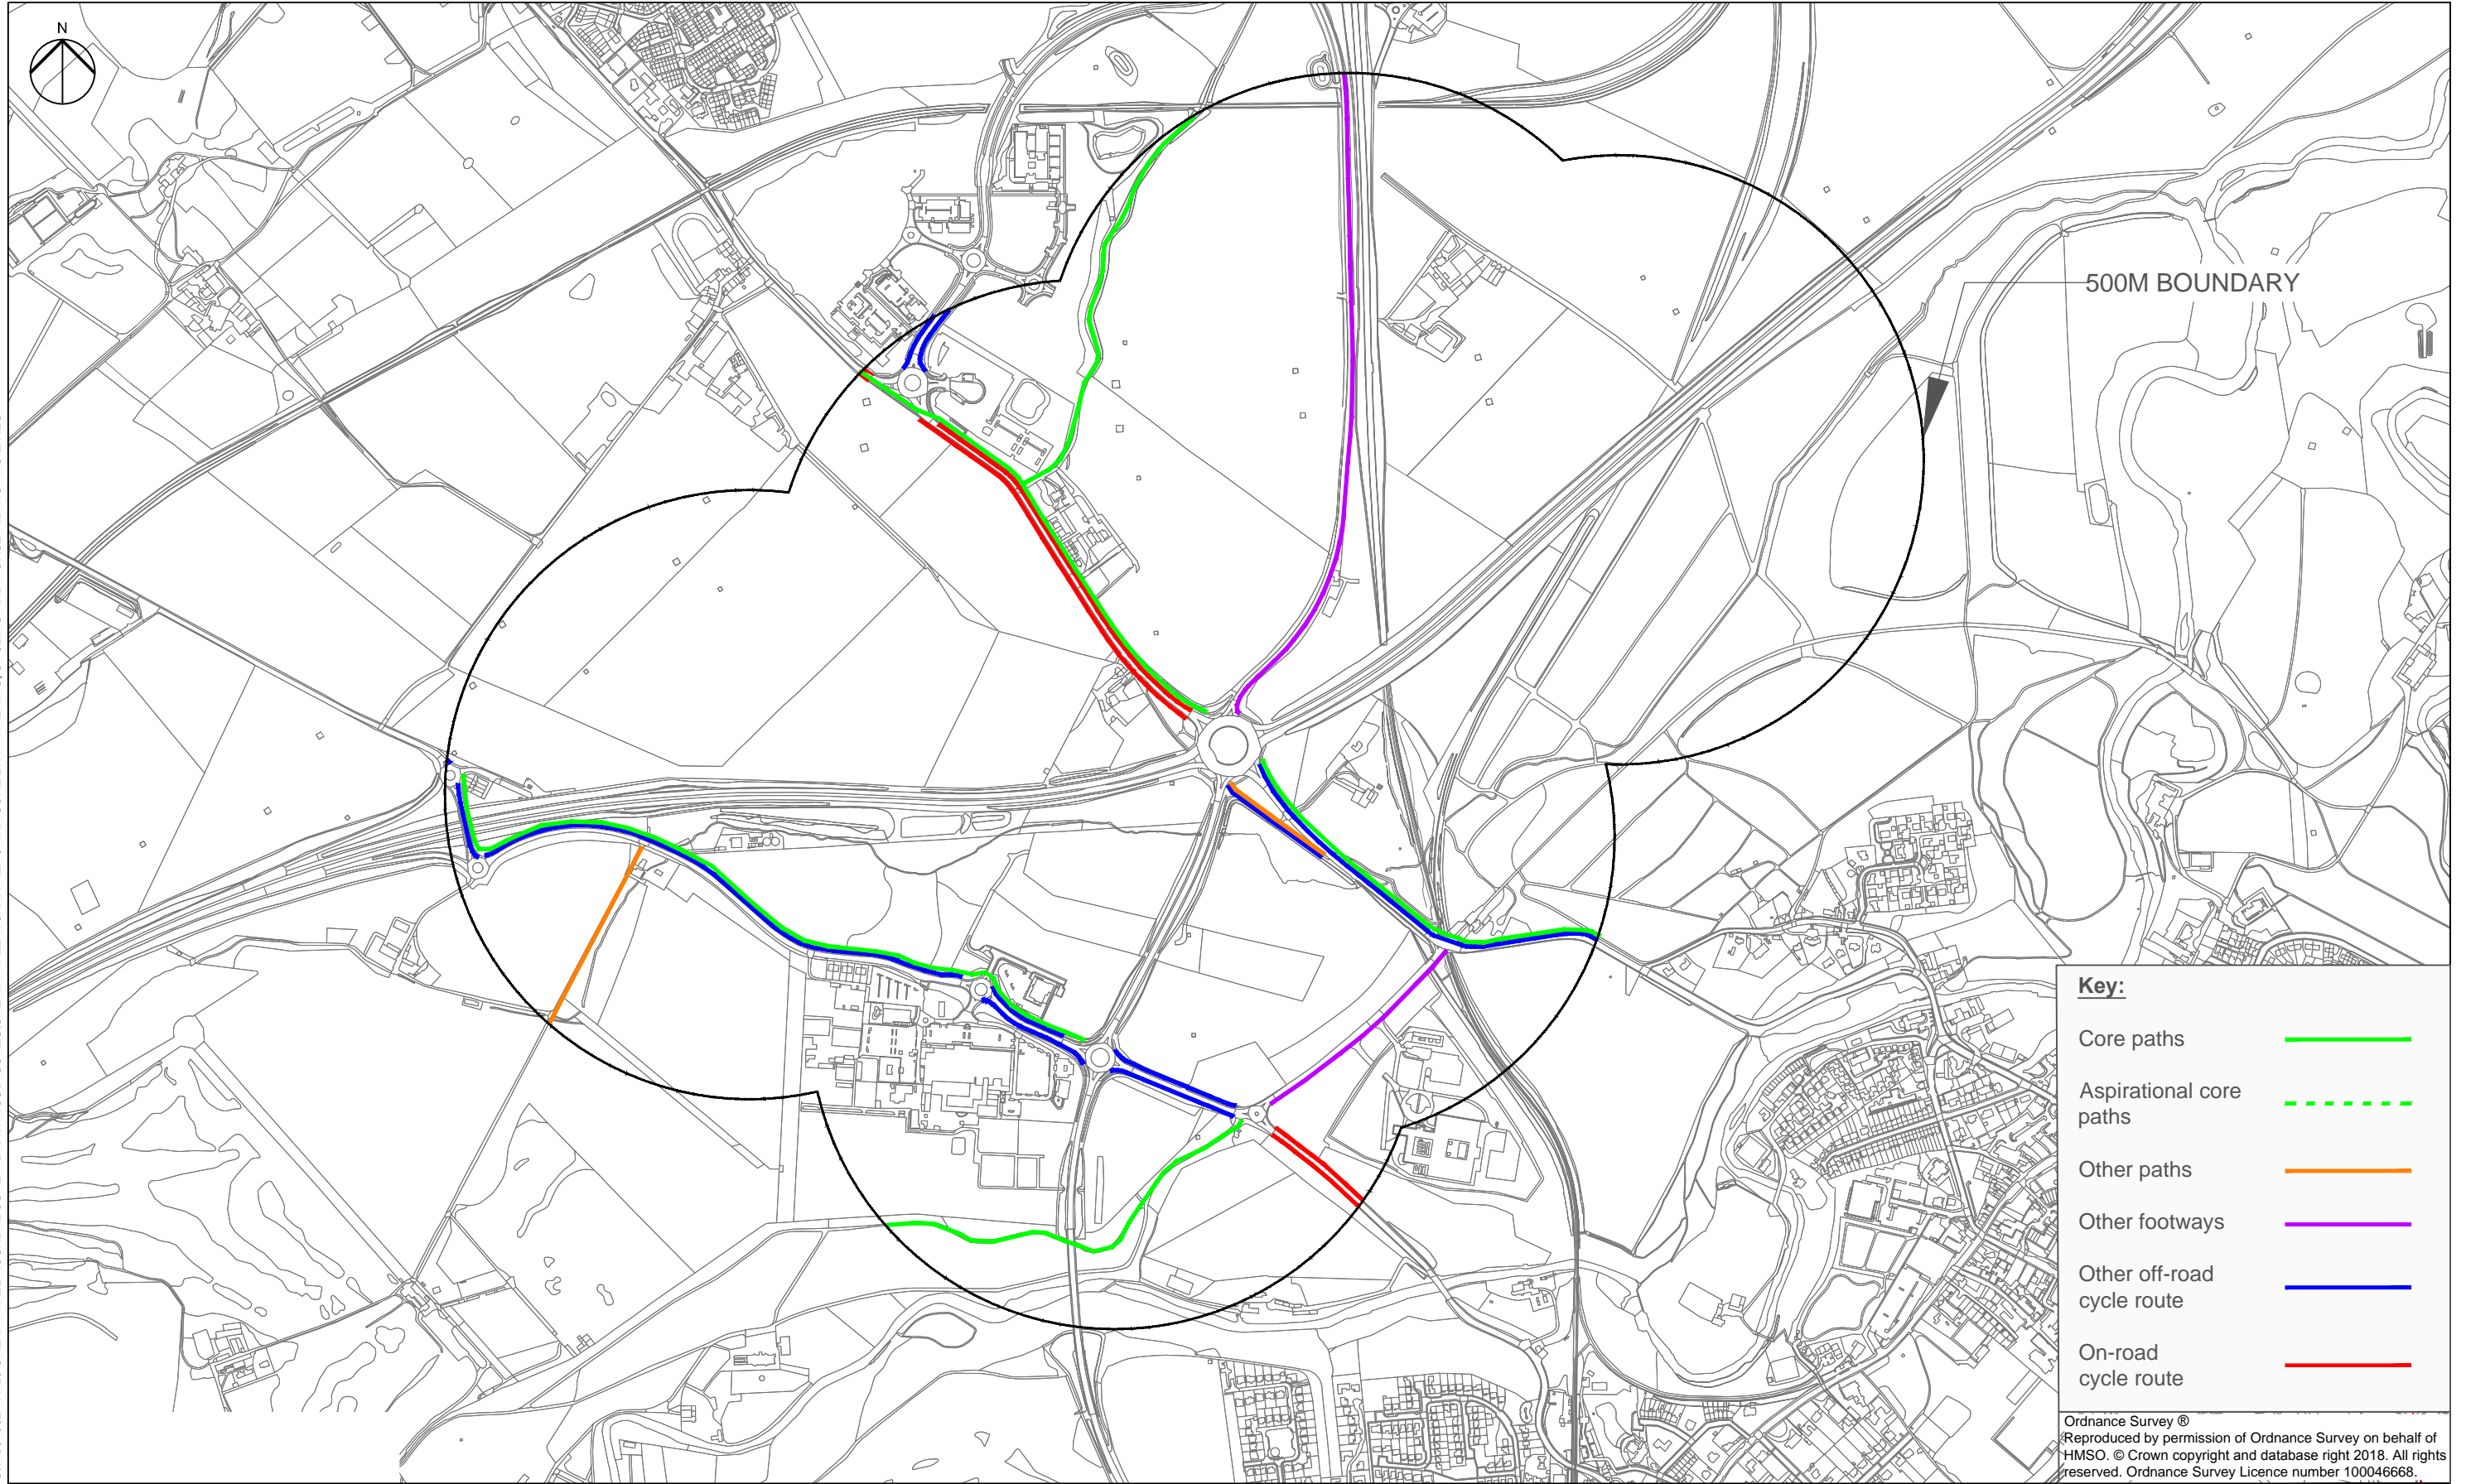 N
500M BOUNDARY
Key:
Core paths
Aspirational core
paths
Other paths
Other footways
Other off-road
cycle route
On-road
cycle route
Ordnance Survey ®
Reproduced by permission of Ordnance Survey on behalf of
HMSO. © Crown copyright and database right 2018. All rights
reserved. Ordnance Survey Licence number 100046668.